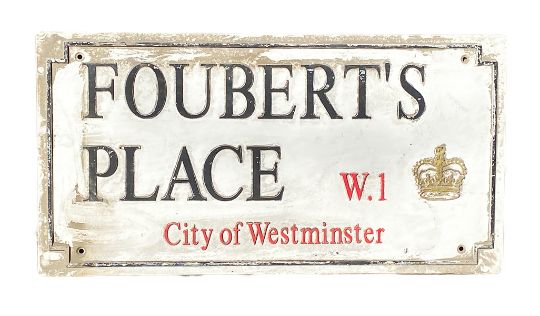 FOUBERT'S
PLACE W.1
City of Westminster